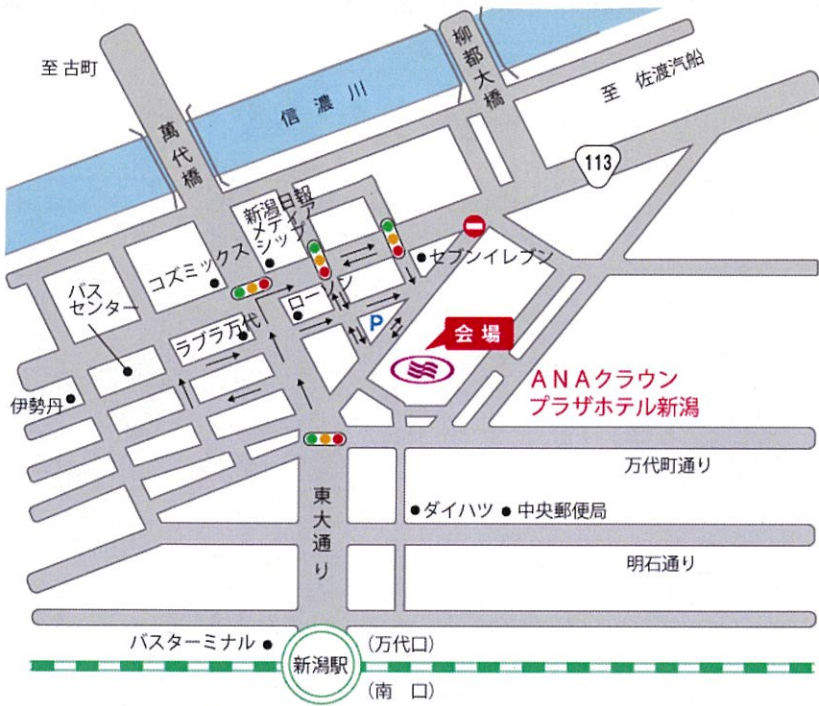 至 古町
萬代橋
信濃川
柳都大橋
至 佐渡汽船
113
新潟日報
メディア
シップ
コズミックス
セブンイレブン
バス
センター
ローソン
ラブラ万代
P
会場
伊勢丹
ANAクラウン
プラザホテル新潟
万代町通り
東大通り
ダイハツ
中央郵便局
明石通り
バスターミナル
新潟駅
(万代口)
(南 口)